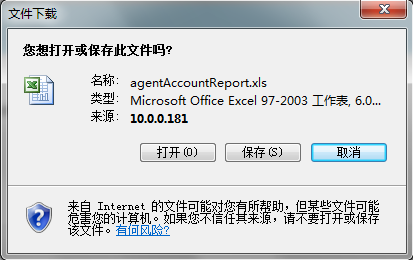 文件下载
您想打开或保存此文件吗?
名称: agentAccountReport.xls
类型: Microsoft Office Excel 97-2003 工作表, 6.0...
来源: 10.0.0.181
打开(O) 保存(S) 取消
来自 Internet 的文件可能对您有所帮助，但某些文件可能
危害您的计算机。如果您不信任其来源，请不要打开或保存
该文件。有何风险?